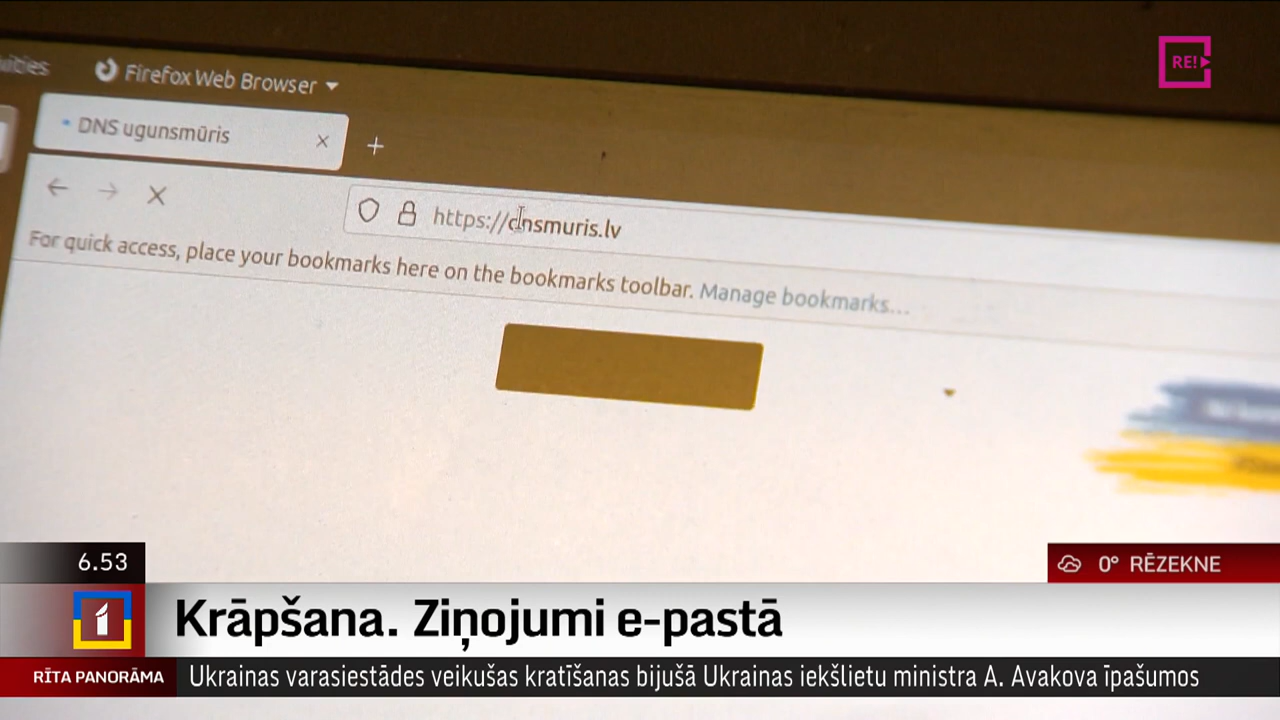 RE!
Firefox Web Browser
DNS ugunsmūris
https://dnsmuris.lv
For quick access, place your bookmarks here on the bookmarks toolbar. Manage bookmarks...
6.53
0° RĒZEKNE
1
Krāpšana. Ziņojumi e-pastā
RĪTA PANORĀMA
Ukrainas varasiestādes veikušas kratīšanas bijušā Ukrainas iekšlietu ministra A. Avakova īpašumos